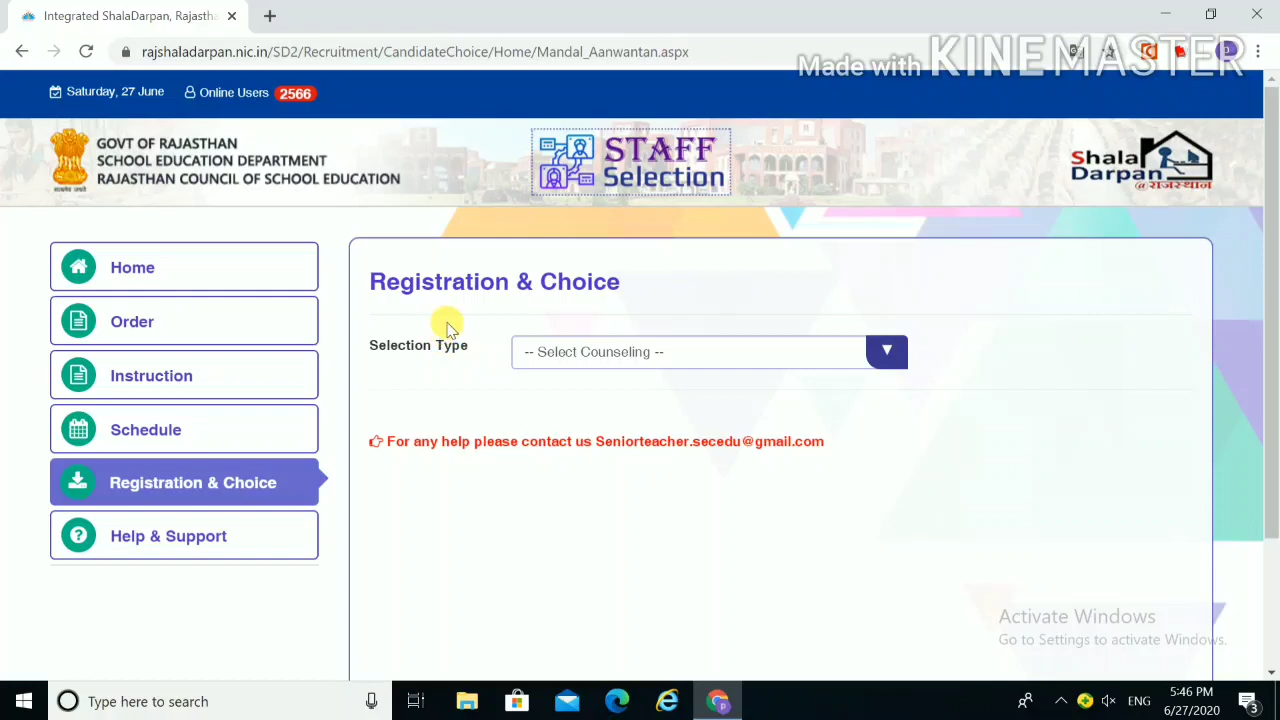 Integrated ShalaDarpan, Rajasth
rajshaladarpan.nic.in/SD2/Recruitment/CandidateChoice/Home/Mandal_Aanwantan.aspx
Made with KINEMASTER
Saturday, 27 June
Online Users 2566
GOVT OF RAJASTHAN
SCHOOL EDUCATION DEPARTMENT
RAJASTHAN COUNCIL OF SCHOOL EDUCATION
STAFF
Selection
Shala
Darpan
@राजस्थान
Home
Order
Instruction
Schedule
Registration & Choice
Help & Support
Registration & Choice
Selection Type
-- Select Counseling --
For any help please contact us Seniorteacher.secedu@gmail.com
Activate Windows
Go to Settings to activate Windows.
Type here to search
ENG
5:46 PM
6/27/2020
3